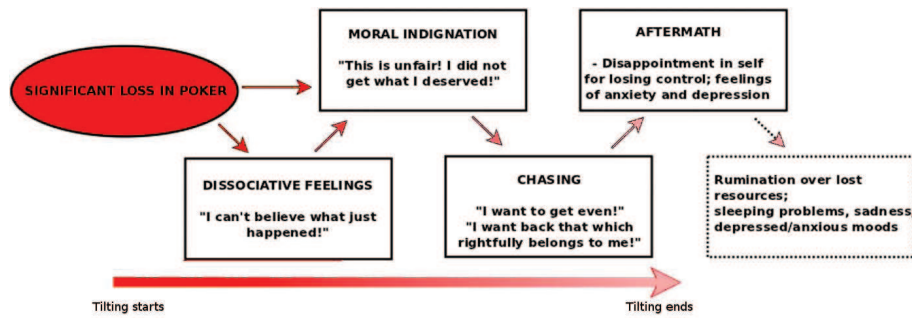 SIGNIFICANT LOSS IN POKER
DISSOCIATIVE FEELINGS
"I can't believe what just
happened!"
MORAL INDIGNATION
"This is unfair! I did not
get what I deserved!"
CHASING
"I want to get even!"
"I want back that which
rightfully belongs to me!"
AFTERMATH
- Disappointment in self
for losing control; feelings
of anxiety and depression
Rumination over lost
resources;
sleeping problems, sadness
depressed/anxious moods
Tilting starts
Tilting ends